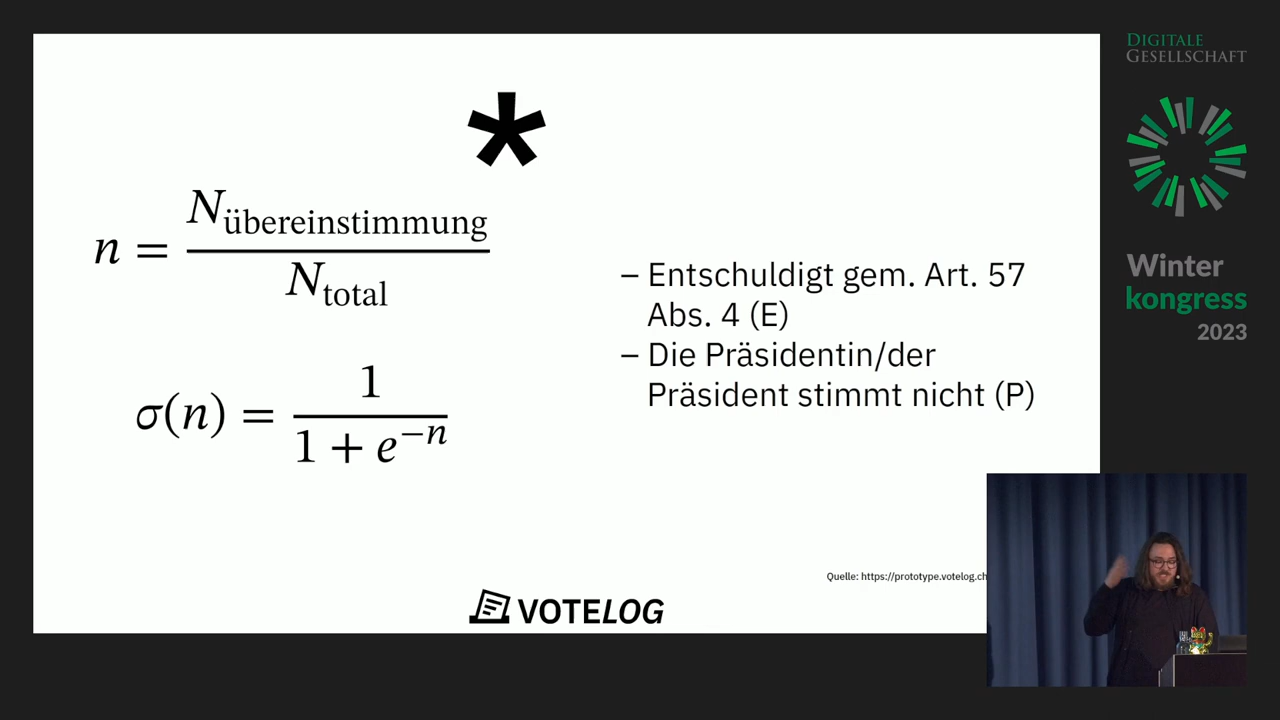 *
n = N_übereinstimmung / N_total
σ(n) = 1 / (1 + e^−n)
– Entschuldigt gem. Art. 57
Abs. 4 (E)
– Die Präsidentin/der
Präsident stimmt nicht (P)
Quelle: https://prototype.votelog.ch
VOTELOG
DIGITALE
GESELLSCHAFT
Winter
kongress
2023